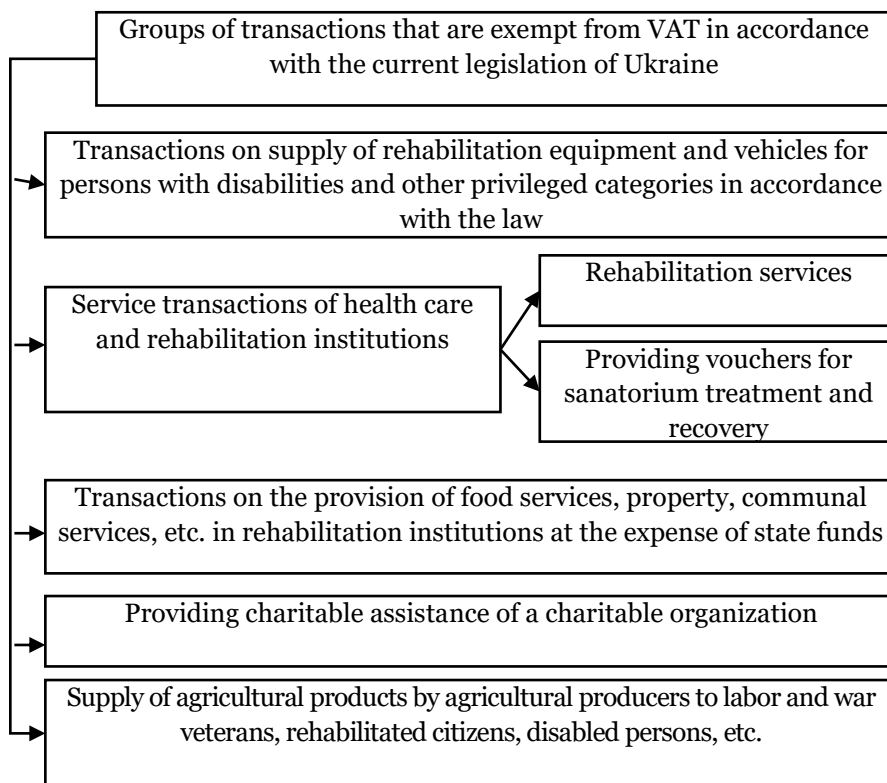 Groups of transactions that are exempt from VAT in accordance
with the current legislation of Ukraine
Transactions on supply of rehabilitation equipment and vehicles for
persons with disabilities and other privileged categories in accordance
with the law
Service transactions of health care
and rehabilitation institutions
Rehabilitation services
Providing vouchers for
sanatorium treatment and
recovery
Transactions on the provision of food services, property, communal
services, etc. in rehabilitation institutions at the expense of state funds
Providing charitable assistance of a charitable organization
Supply of agricultural products by agricultural producers to labor and war
veterans, rehabilitated citizens, disabled persons, etc.